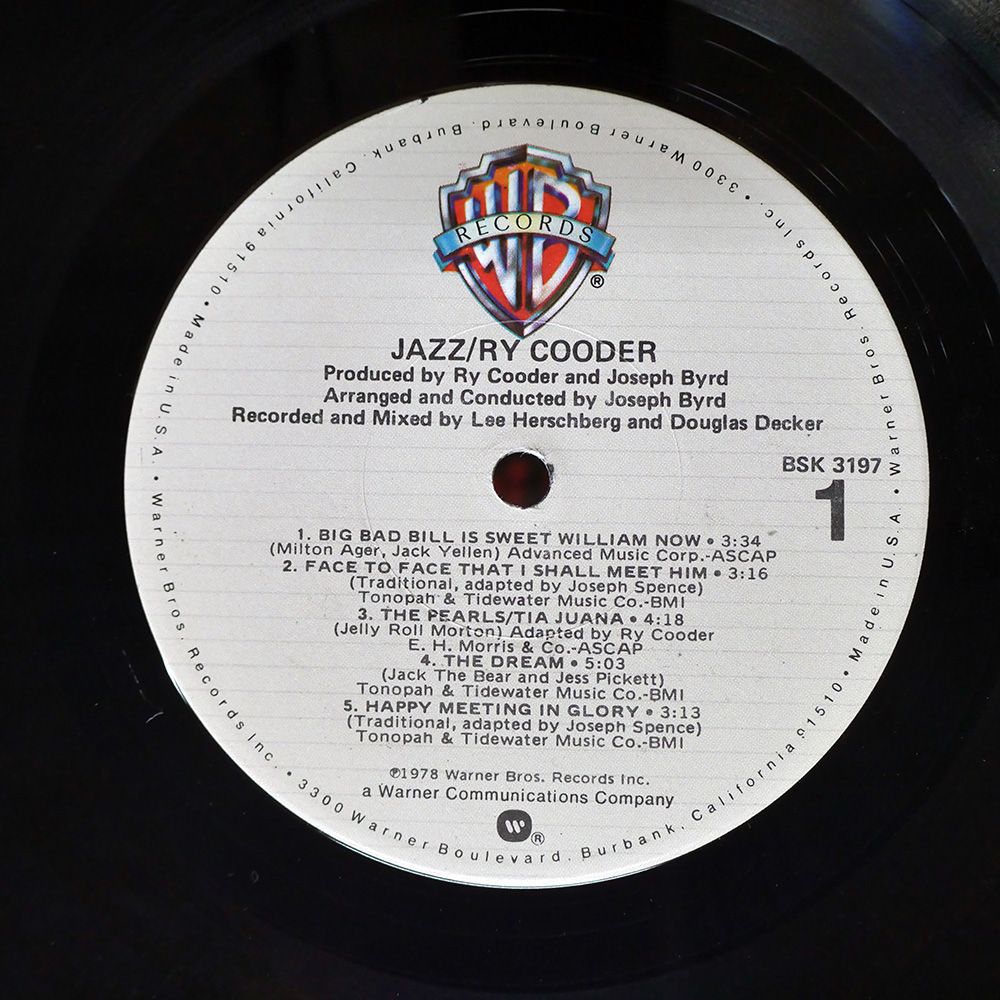 WB
RECORDS
®
JAZZ/RY COODER
Produced by Ry Cooder and Joseph Byrd
Arranged and Conducted by Joseph Byrd
Recorded and Mixed by Lee Herschberg and Douglas Decker
BSK 3197
1
1. BIG BAD BILL IS SWEET WILLIAM NOW • 3:34
(Milton Ager, Jack Yellen) Advanced Music Corp.-ASCAP
2. FACE TO FACE THAT I SHALL MEET HIM • 3:16
(Traditional, adapted by Joseph Spence)
Tonopah & Tidewater Music Co.-BMI
3. THE PEARLS/TIA JUANA • 4:18
(Jelly Roll Morton) Adapted by Ry Cooder
E. H. Morris & Co.-ASCAP
4. THE DREAM • 5:03
(Jack The Bear and Jess Pickett)
Tonopah & Tidewater Music Co.-BMI
5. HAPPY MEETING IN GLORY • 3:13
(Traditional, adapted by Joseph Spence)
Tonopah & Tidewater Music Co.-BMI
℗1978 Warner Bros. Records Inc.
a Warner Communications Company
W®
Warner Bros. Records Inc. • 3300 Warner Boulevard. Burbank. California 91510 • Made in U.S.A. • Warner Bros. Records Inc. • 3300 Warner Boulevard. Burbank. California 91510 • Made in U.S.A. •